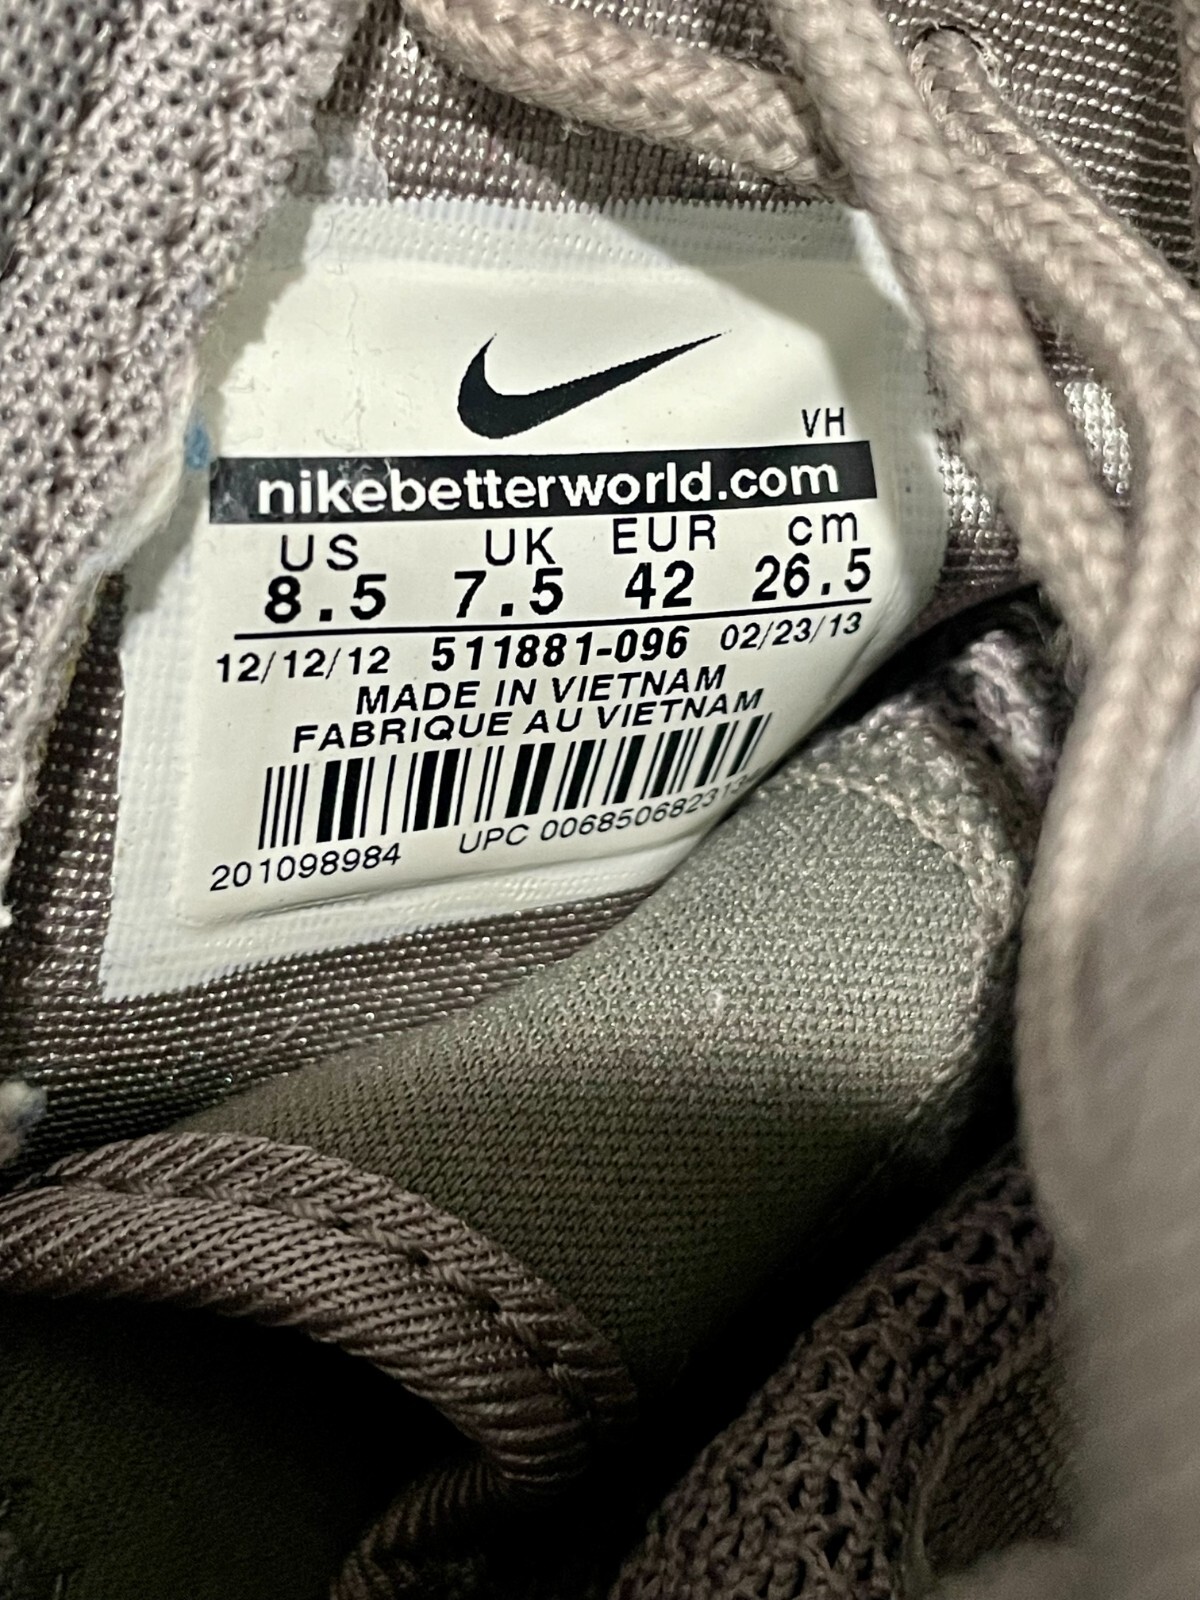 VH
nikebetterworld.com
US UK EUR cm
8.5 7.5 42 26.5
12/12/12 511881-096 02/23/13
MADE IN VIETNAM
FABRIQUE AU VIETNAM
201098984 UPC 00685068231